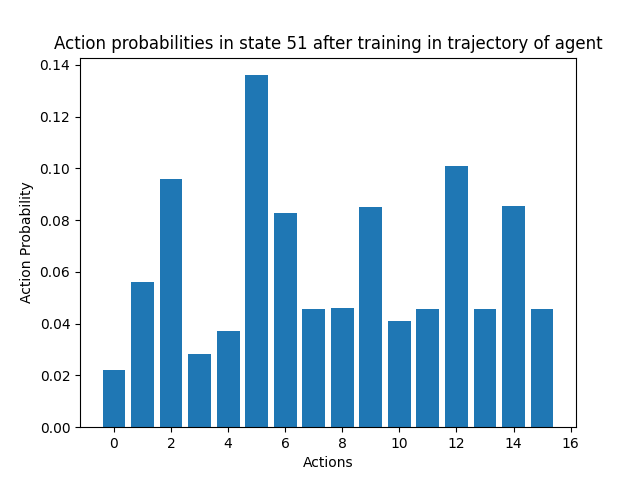 Action probabilities in state 51 after training in trajectory of agent
0.14
0.12
0.10
0.08
0.06
0.04
0.02
0.00
Action Probability
0 2 4 6 8 10 12 14 16
Actions